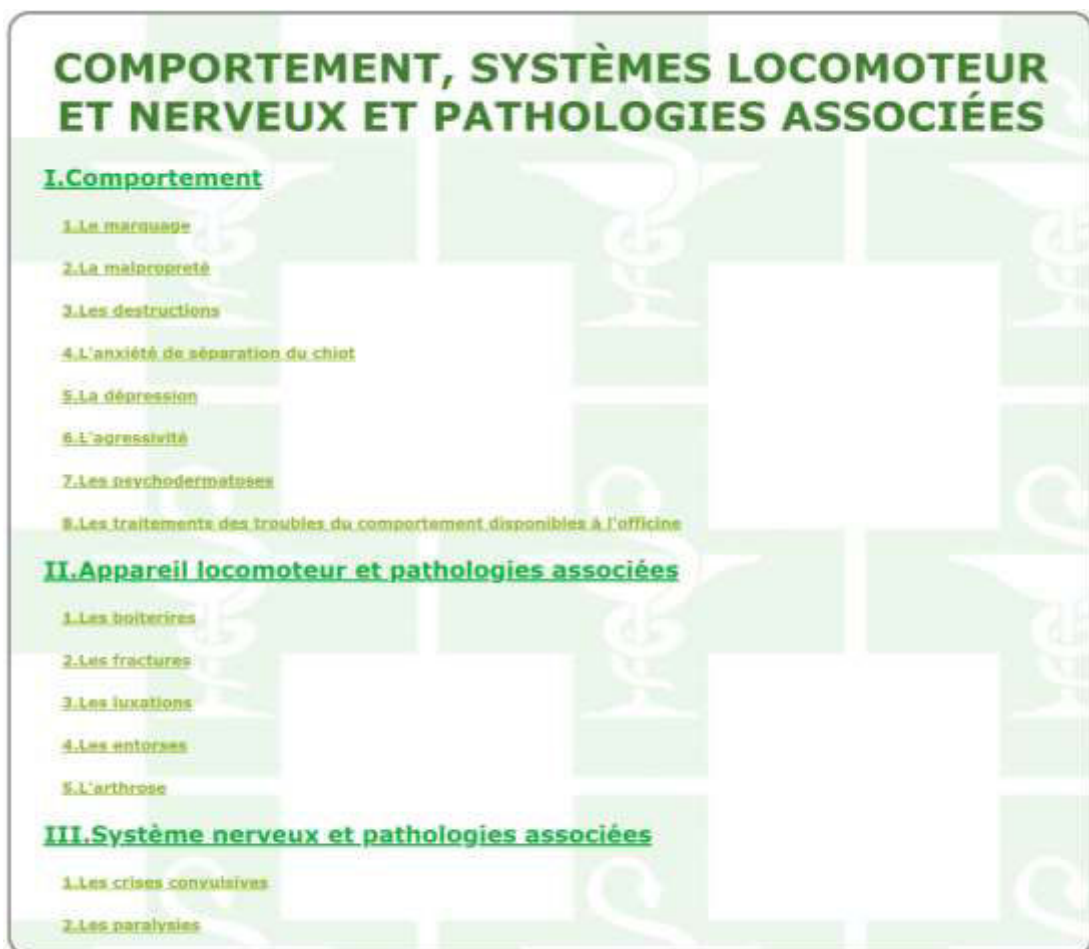 COMPORTEMENT, SYSTÈMES LOCOMOTEUR
ET NERVEUX ET PATHOLOGIES ASSOCIÉES
I.Comportement
1.Le marquage
2.La malpropreté
3.Les destructions
4.L'anxiété de séparation du chiot
5.La dépression
6.L'agressivité
7.Les psychodermatoses
8.Les traitements des troubles du comportement disponibles à l'officine
II.Appareil locomoteur et pathologies associées
1.Les boiterires
2.Les fractures
3.Les luxations
4.Les entorses
5.L'arthrose
III.Système nerveux et pathologies associées
1.Les crises convulsives
2.Les paralysies